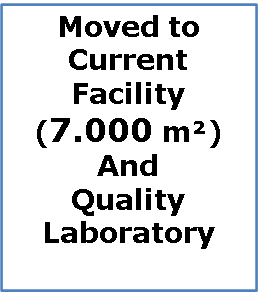 Moved to
Current
Facility
(7.000 m²)
And
Quality
Laboratory